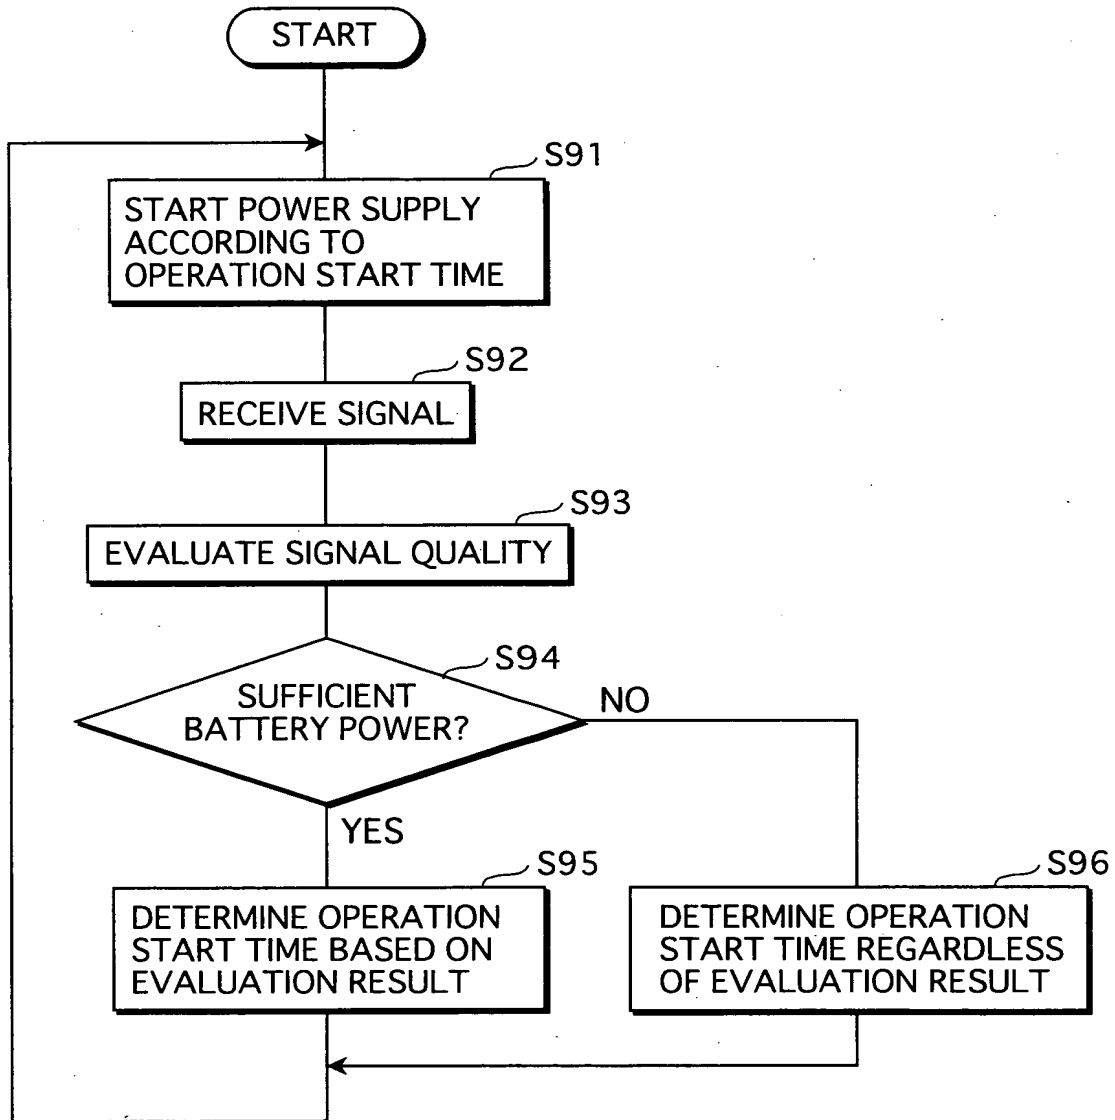 START
S91
START POWER SUPPLY
ACCORDING TO
OPERATION START TIME
S92
RECEIVE SIGNAL
S93
EVALUATE SIGNAL QUALITY
S94
SUFFICIENT
BATTERY POWER?
NO
YES
S95
DETERMINE OPERATION
START TIME BASED ON
EVALUATION RESULT
S96
DETERMINE OPERATION
START TIME REGARDLESS
OF EVALUATION RESULT